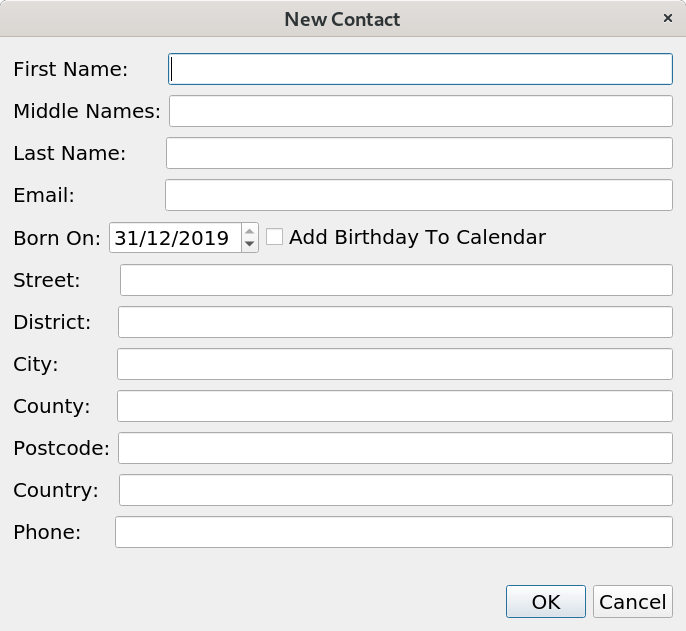 New Contact ×
First Name:
Middle Names:
Last Name:
Email:
Born On: 31/12/2019 Add Birthday To Calendar
Street:
District:
City:
County:
Postcode:
Country:
Phone:
OK Cancel